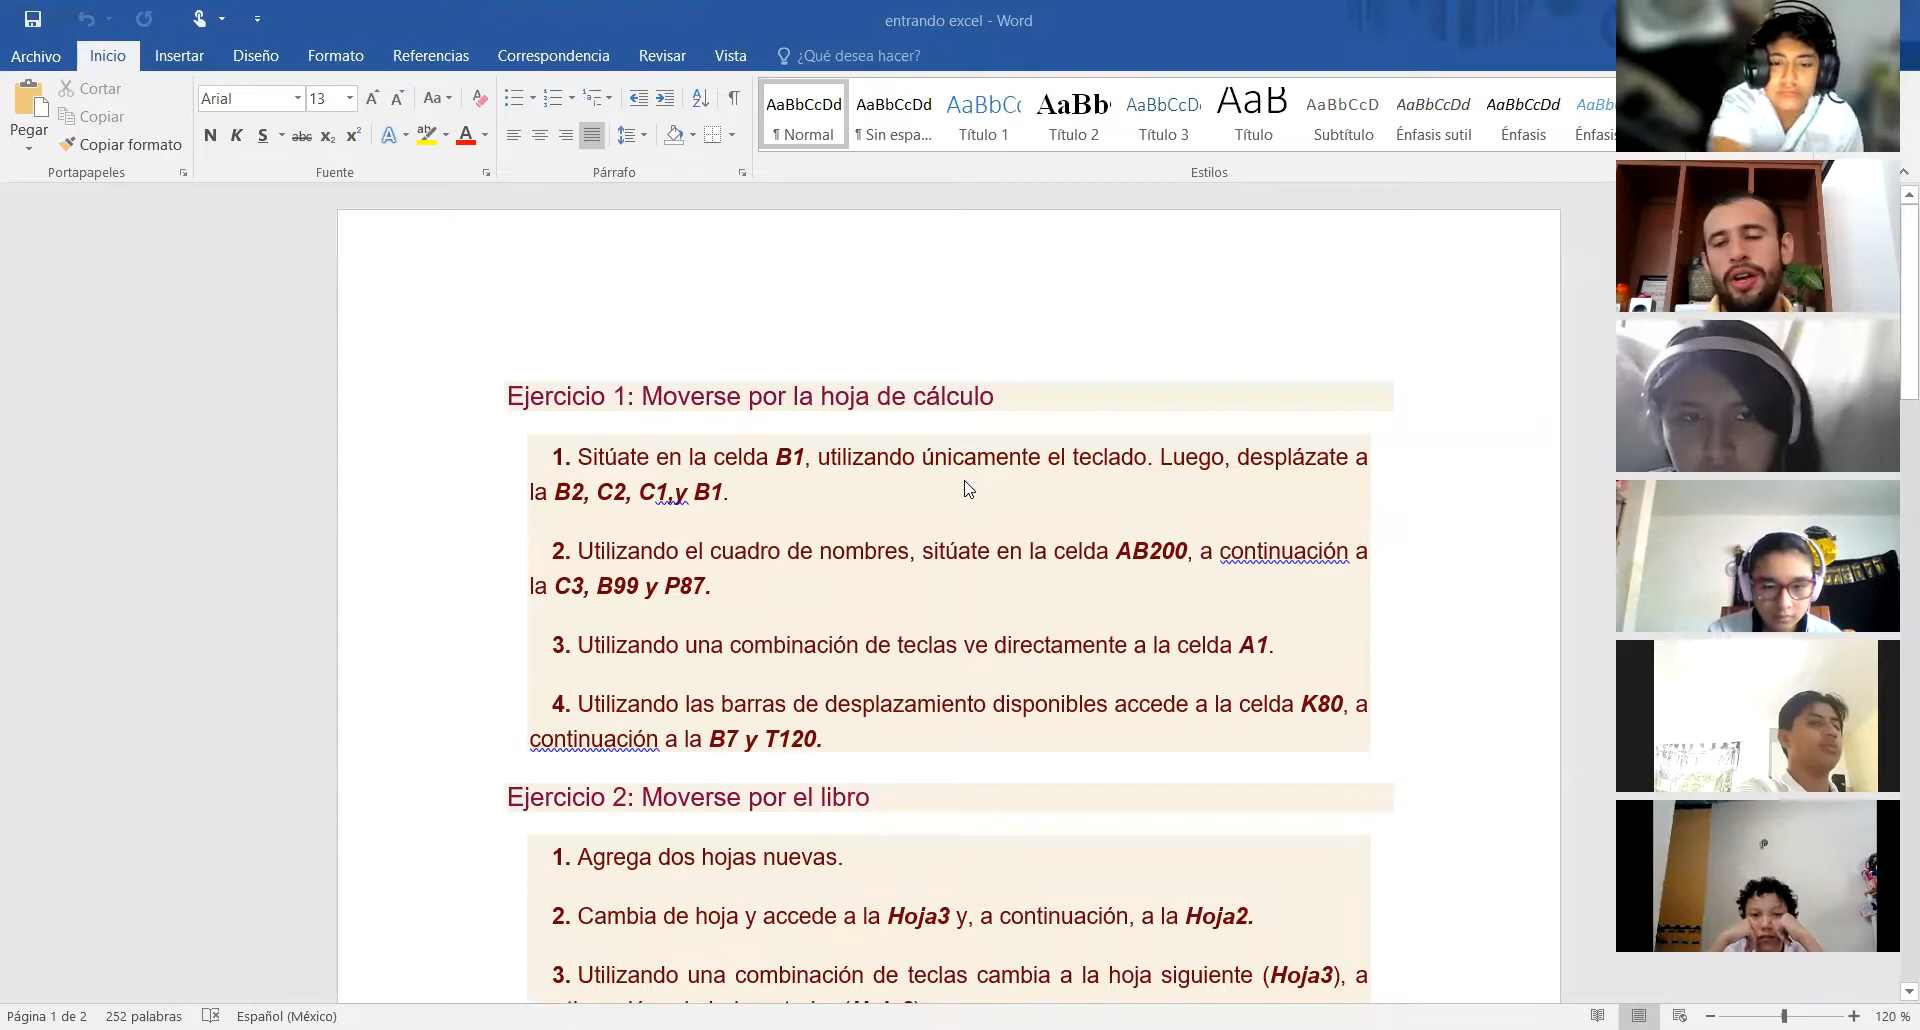 entrando excel - Word
Archivo Inicio Insertar Diseño Formato Referencias Correspondencia Revisar Vista ¿Qué desea hacer?
Pegar
Cortar
Copiar
Copiar formato
Portapapeles
Arial 13
Aa
N K S abc x₂ x²
Fuente
Párrafo
AaBbCcDd AaBbCcDd AaBbCc AaBb AaBbCcD AaB AaBbCcD AaBbCcDd AaBbCcDd AaBb
¶ Normal ¶ Sin espa... Título 1 Título 2 Título 3 Título Subtítulo Énfasis sutil Énfasis Énfasis
Estilos
Ejercicio 1: Moverse por la hoja de cálculo
1. Sitúate en la celda B1, utilizando únicamente el teclado. Luego, desplázate a
la B2, C2, C1,y B1.
2. Utilizando el cuadro de nombres, sitúate en la celda AB200, a continuación a
la C3, B99 y P87.
3. Utilizando una combinación de teclas ve directamente a la celda A1.
4. Utilizando las barras de desplazamiento disponibles accede a la celda K80, a
continuación a la B7 y T120.
Ejercicio 2: Moverse por el libro
1. Agrega dos hojas nuevas.
2. Cambia de hoja y accede a la Hoja3 y, a continuación, a la Hoja2.
3. Utilizando una combinación de teclas cambia a la hoja siguiente (Hoja3), a
Página 1 de 2 252 palabras Español (México) 120 %